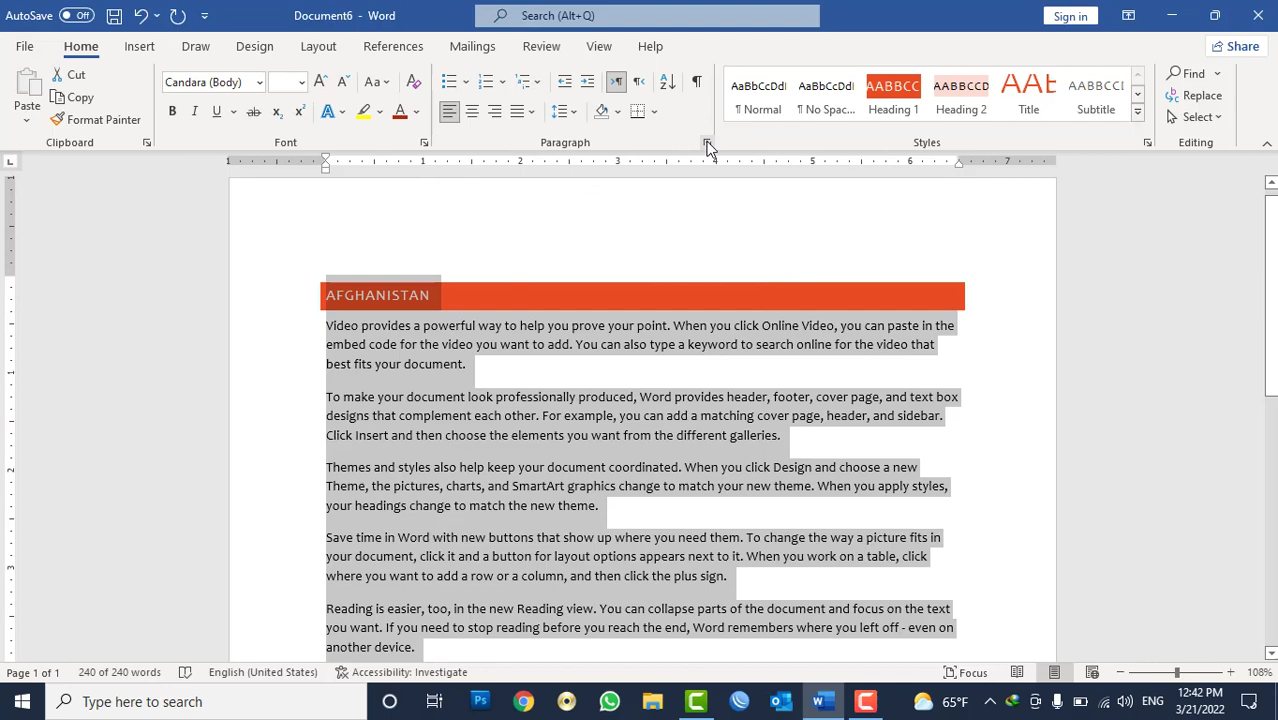 AutoSave Off Document6 - Word Search (Alt+Q) Sign in
File Home Insert Draw Design Layout References Mailings Review View Help Share
Paste
Cut
Copy
Format Painter
Clipboard
Candara (Body)
Aa
B I U ab x₂ x² A A
Font
Paragraph
AaBbCcDdI AaBbCcDdI AABBCC AABBCCD AAB AaBbCcDd
¶ Normal ¶ No Spac... Heading 1 Heading 2 Title Subtitle
Styles
Find
Replace
Select
Editing
1 1 2 3 4 5 6 7
AFGHANISTAN
Video provides a powerful way to help you prove your point. When you click Online Video, you can paste in the
embed code for the video you want to add. You can also type a keyword to search online for the video that
best fits your document.
To make your document look professionally produced, Word provides header, footer, cover page, and text box
designs that complement each other. For example, you can add a matching cover page, header, and sidebar.
Click Insert and then choose the elements you want from the different galleries.
Themes and styles also help keep your document coordinated. When you click Design and choose a new
Theme, the pictures, charts, and SmartArt graphics change to match your new theme. When you apply styles,
your headings change to match the new theme.
Save time in Word with new buttons that show up where you need them. To change the way a picture fits in
your document, click it and a button for layout options appears next to it. When you work on a table, click
where you want to add a row or a column, and then click the plus sign.
Reading is easier, too, in the new Reading view. You can collapse parts of the document and focus on the text
you want. If you need to stop reading before you reach the end, Word remembers where you left off - even on
another device.
Page 1 of 1 240 of 240 words English (United States) Accessibility: Investigate Focus 108%
Type here to search Ps 65°F ENG 12:42 PM
3/21/2022